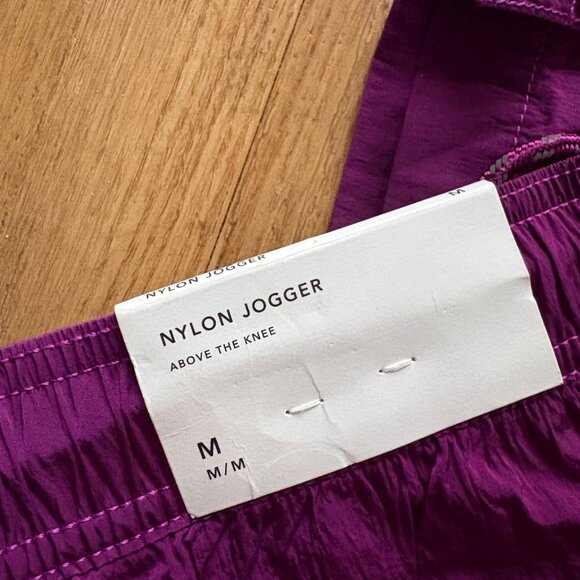 M
NYLON JOGGER
NYLON JOGGER
ABOVE THE KNEE
M
M/M